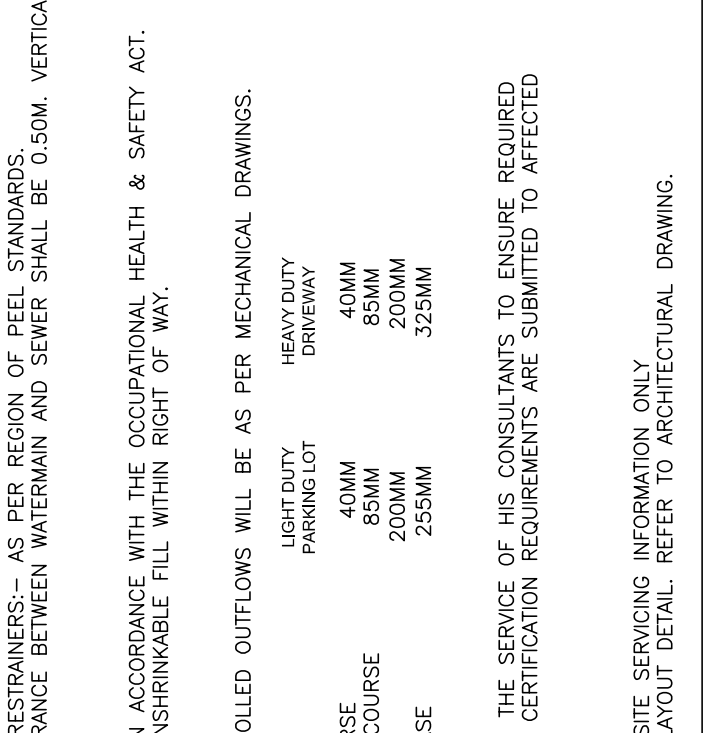 RESTRAINERS:– AS PER REGION OF PEEL STANDARDS.
RANCE BETWEEN WATERMAIN AND SEWER SHALL BE 0.50M. VERTICA
N ACCORDANCE WITH THE OCCUPATIONAL HEALTH & SAFETY ACT.
NSHRINKABLE FILL WITHIN RIGHT OF WAY.
OLLED OUTFLOWS WILL BE AS PER MECHANICAL DRAWINGS.
LIGHT DUTY HEAVY DUTY
PARKING LOT DRIVEWAY
RSE 40MM 40MM
COURSE 85MM 85MM
200MM 200MM
SE 255MM 325MM
THE SERVICE OF HIS CONSULTANTS TO ENSURE REQUIRED
CERTIFICATION REQUIREMENTS ARE SUBMITTED TO AFFECTED
SITE SERVICING INFORMATION ONLY
AYOUT DETAIL. REFER TO ARCHITECTURAL DRAWING.